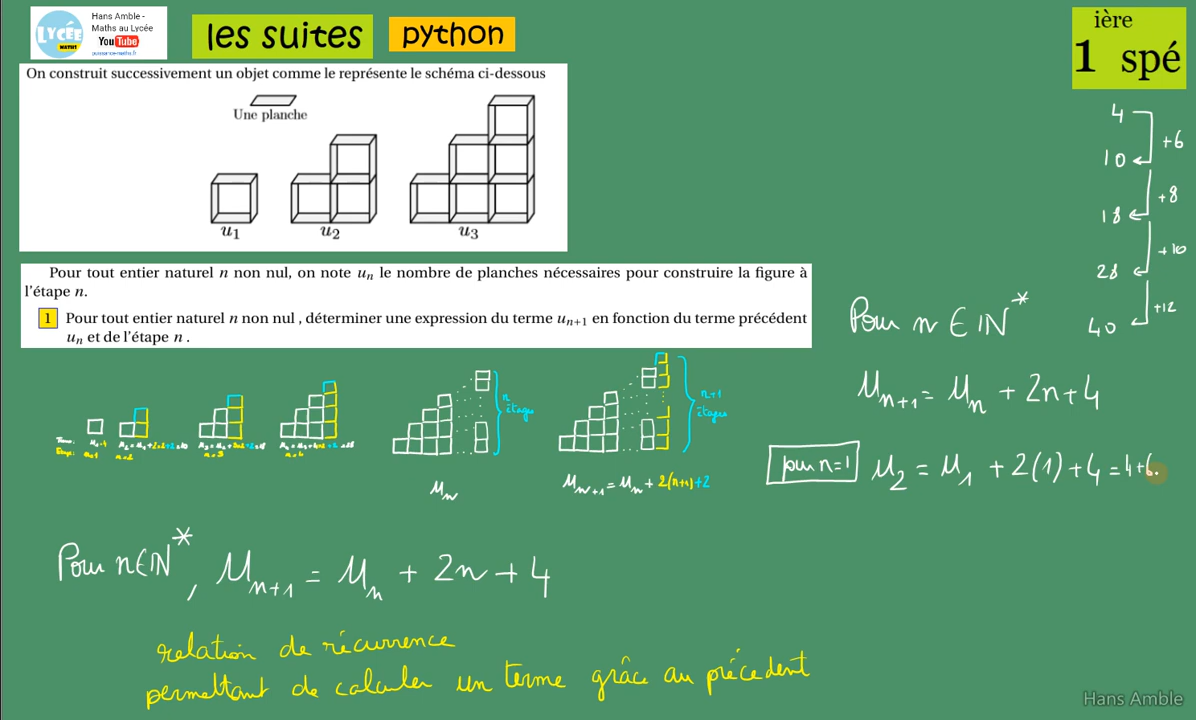 LYCÉE
MATHS
Hans Amble -
Maths au Lycée
YouTube
les suites
python
ière
1 spé
On construit successivement un objet comme le représente le schéma ci-dessous
Une planche
u1 u2 u3
Pour tout entier naturel n non nul, on note un le nombre de planches nécessaires pour construire la figure à
l'étape n.
1 Pour tout entier naturel n non nul , déterminer une expression du terme un+1 en fonction du terme précédent
un et de l'étape n .
4
+6
10
+8
18
+10
28
+12
40
Pour n ∈ ℕ*
un+1 = un + 2n + 4
pour n=1 u2 = u1 + 2(1) + 4 = 4+6
n
étages
n+1
étages
un
un+1 = un + 2(n+1) + 2
Pour n ∈ ℕ*, un+1 = un + 2n + 4
relation de récurrence
permettant de calculer un terme grâce au précédent
Hans Amble